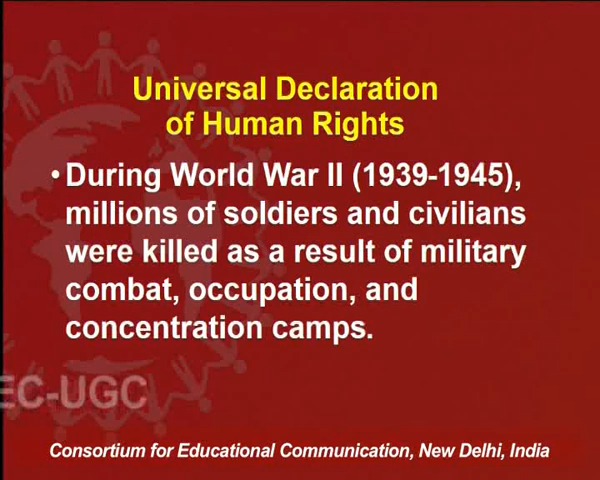 Universal Declaration
of Human Rights
• During World War II (1939-1945),
millions of soldiers and civilians
were killed as a result of military
combat, occupation, and
concentration camps.
EC-UGC
Consortium for Educational Communication, New Delhi, India